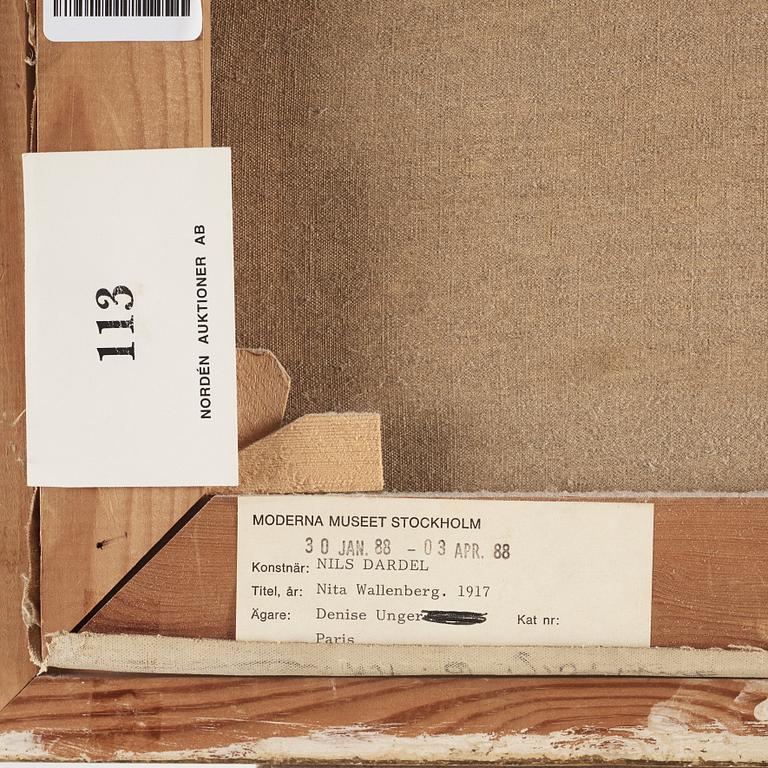 113
NORDÉN AUKTIONER AB
MODERNA MUSEET STOCKHOLM
30 JAN. 88 - 03 APR. 88
Konstnär: NILS DARDEL
Titel, år: Nita Wallenberg. 1917
Ägare: Denise Unger Kat nr:
Paris